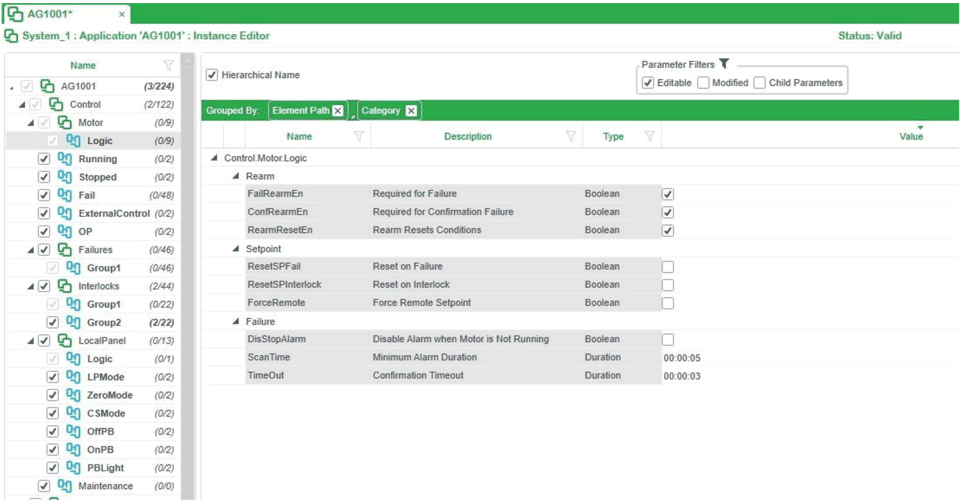 AG1001* ×
System_1 : Application 'AG1001' : Instance Editor Status: Valid
Name
AG1001 (3/224)
Control (2/122)
Motor (0/9)
Logic (0/9)
Running (0/2)
Stopped (0/2)
Fail (0/48)
ExternalControl (0/2)
OP (0/2)
Failures (0/46)
Group1 (0/46)
Interlocks (2/44)
Group1 (0/22)
Group2 (2/22)
LocalPanel (0/13)
Logic (0/1)
LPMode (0/2)
ZeroMode (0/2)
CSMode (0/2)
OffPB (0/2)
OnPB (0/2)
PBLight (0/2)
Maintenance (0/0)
Hierarchical Name
Parameter Filters
Editable Modified Child Parameters
Grouped By: Element Path , Category
Name Description Type Value
Control.Motor.Logic
Rearm
FailRearmEn Required for Failure Boolean
ConfRearmEn Required for Confirmation Failure Boolean
RearmResetEn Rearm Resets Conditions Boolean
Setpoint
ResetSPFail Reset on Failure Boolean
ResetSPInterlock Reset on Interlock Boolean
ForceRemote Force Remote Setpoint Boolean
Failure
DisStopAlarm Disable Alarm when Motor is Not Running Boolean
ScanTime Minimum Alarm Duration Duration 00:00:05
TimeOut Confirmation Timeout Duration 00:00:03